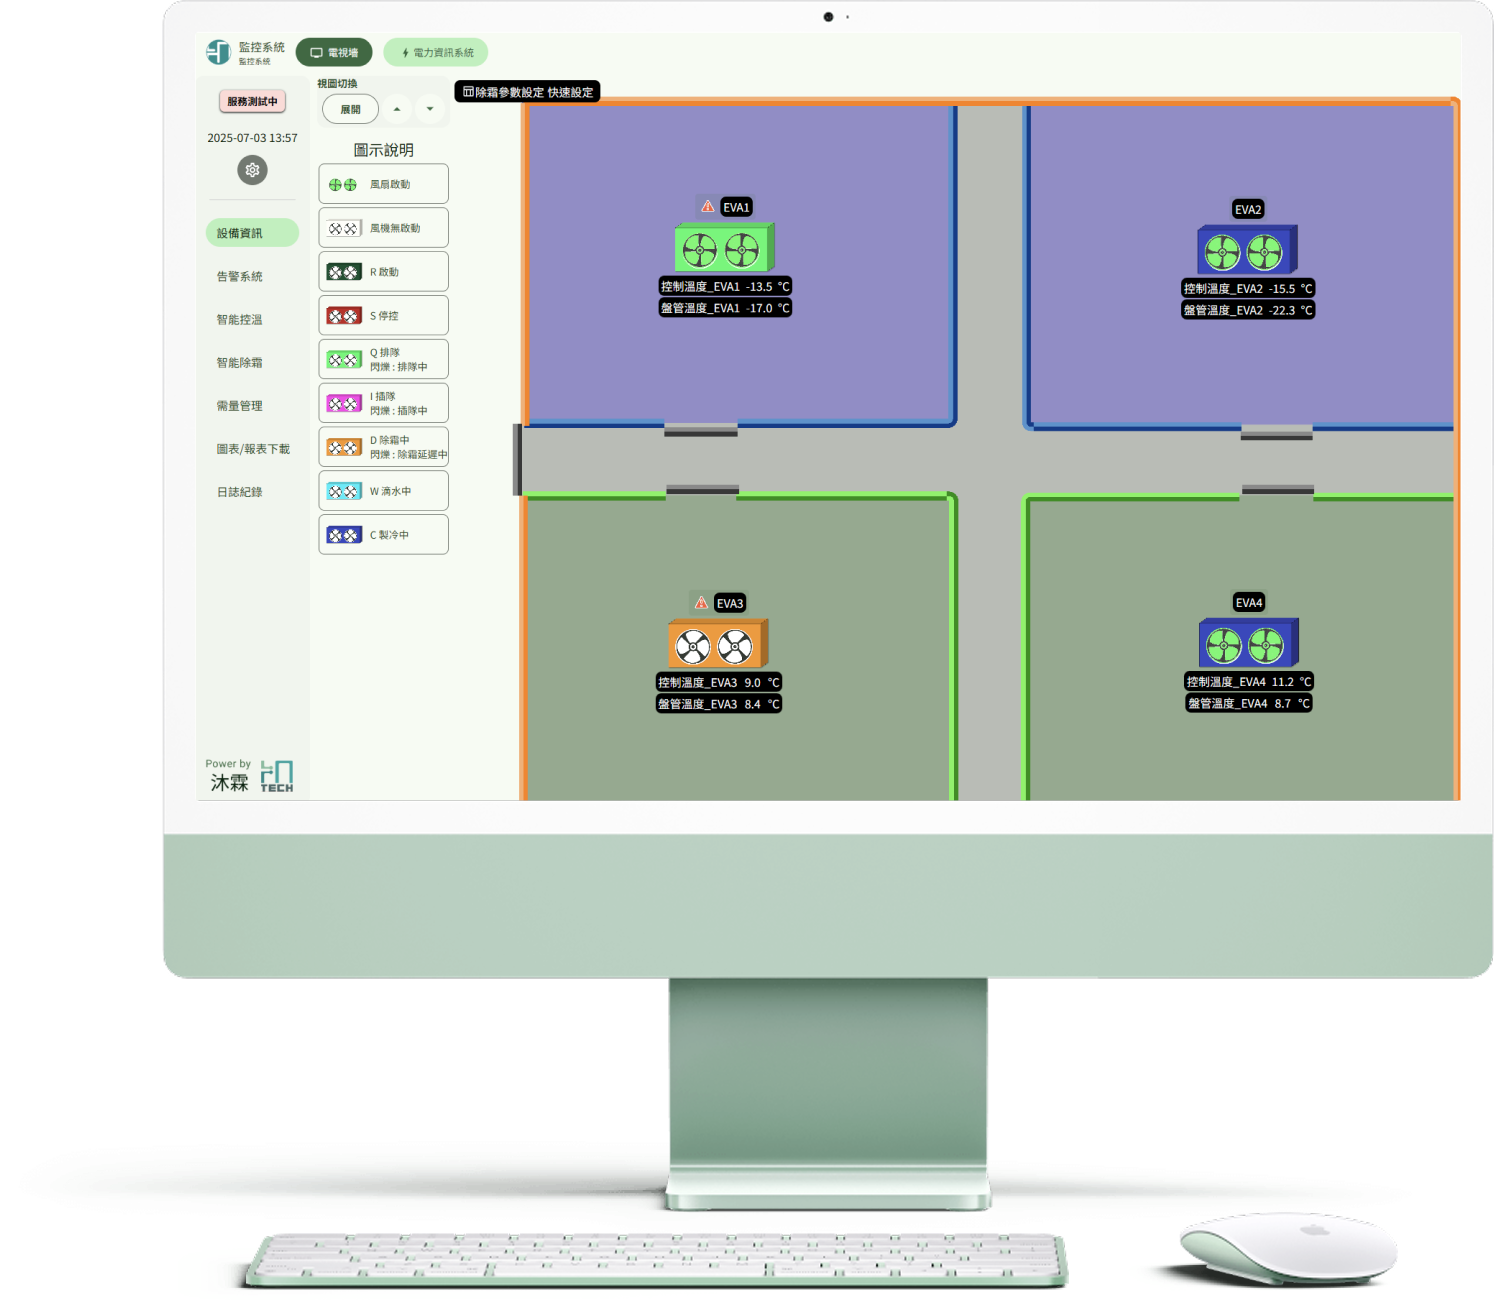 監控系統
監控系統
電視牆
電力資訊系統
服務測試中
2025-07-03 13:57
設備資訊
告警系統
智能控溫
智能除霜
需量管理
圖表/報表下載
日誌紀錄
Power by
沐霖
TECH
視圖切換
展開
圖示說明
風扇啟動
風機無啟動
R 啟動
S 停控
Q 排隊
閃爍 : 排隊中
I 插隊
閃爍 : 插隊中
D 除霜中
閃爍 : 除霜延遲中
W 滴水中
C 製冷中
除霜參數設定 快速設定
EVA1
控制溫度_EVA1 -13.5 °C
盤管溫度_EVA1 -17.0 °C
EVA2
控制溫度_EVA2 -15.5 °C
盤管溫度_EVA2 -22.3 °C
EVA3
控制溫度_EVA3 9.0 °C
盤管溫度_EVA3 8.4 °C
EVA4
控制溫度_EVA4 11.2 °C
盤管溫度_EVA4 8.7 °C